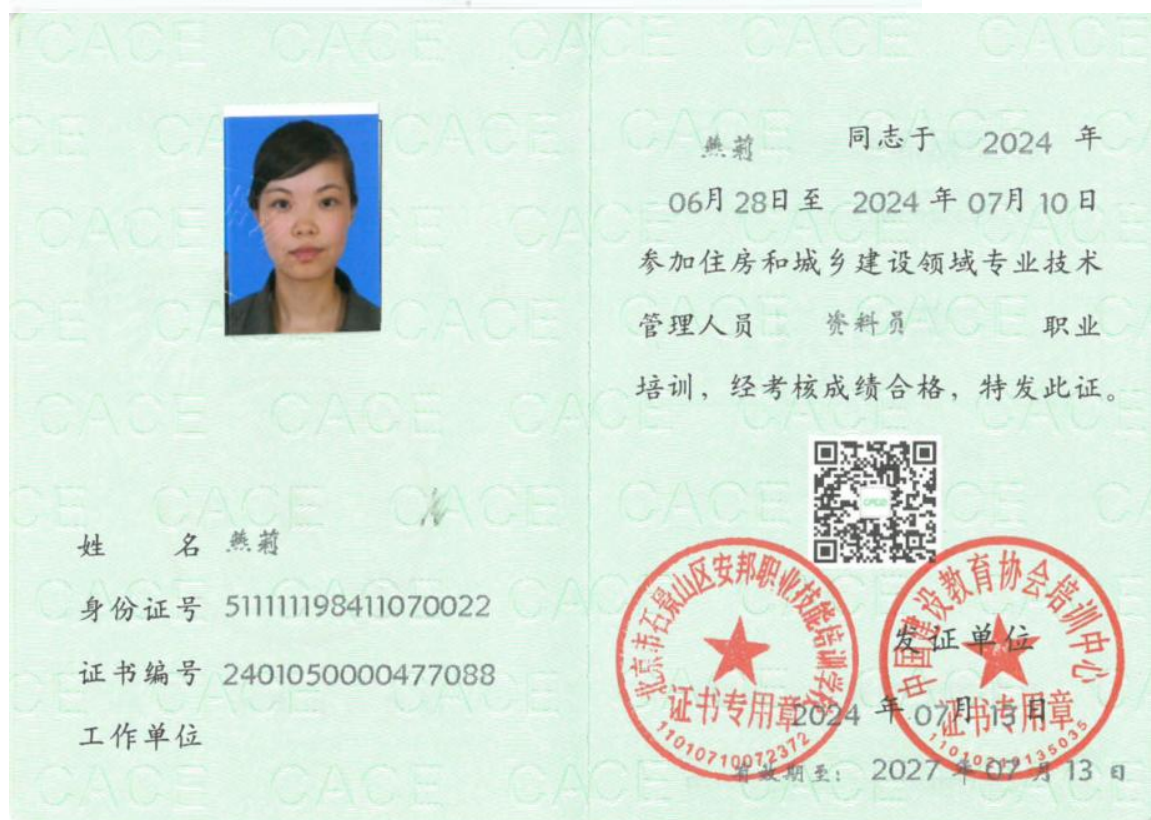 姓 名 燕莉
身份证号 511111198411070022
证书编号 2401050000477088
工作单位
燕莉 同志于 2024 年
06月 28日 至 2024 年 07月 10 日
参加住房和城乡建设领域专业技术
管理人员 资料员 职业
培训，经考核成绩合格，特发此证。
CACE
北京市石景山区安邦职业技能培训学校
证书专用章
11010710072372
中国建设教育协会培训中心
证书专用章
发证单位
2024 年 07月 13 日
有效期至： 2027 年 07 月 13 日